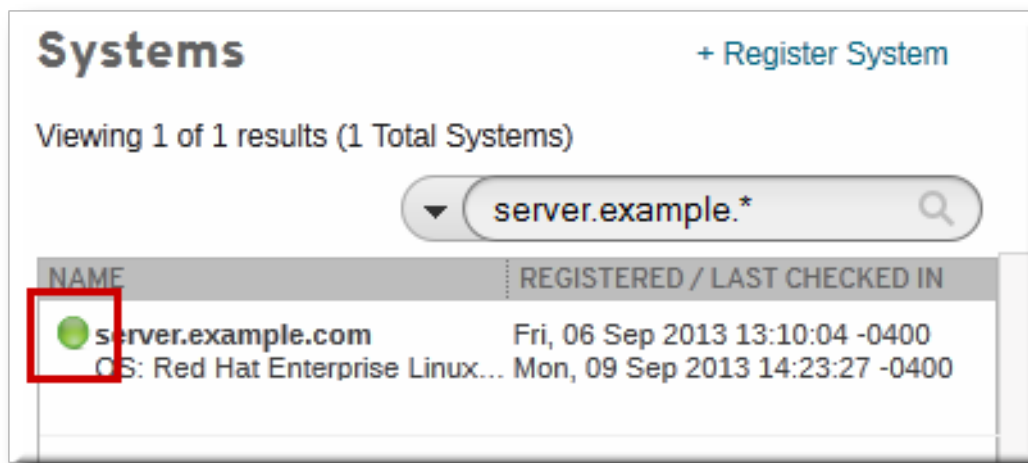 Systems
+ Register System
Viewing 1 of 1 results (1 Total Systems)
server.example.*
NAME REGISTERED / LAST CHECKED IN
server.example.com Fri, 06 Sep 2013 13:10:04 -0400
OS: Red Hat Enterprise Linux... Mon, 09 Sep 2013 14:23:27 -0400